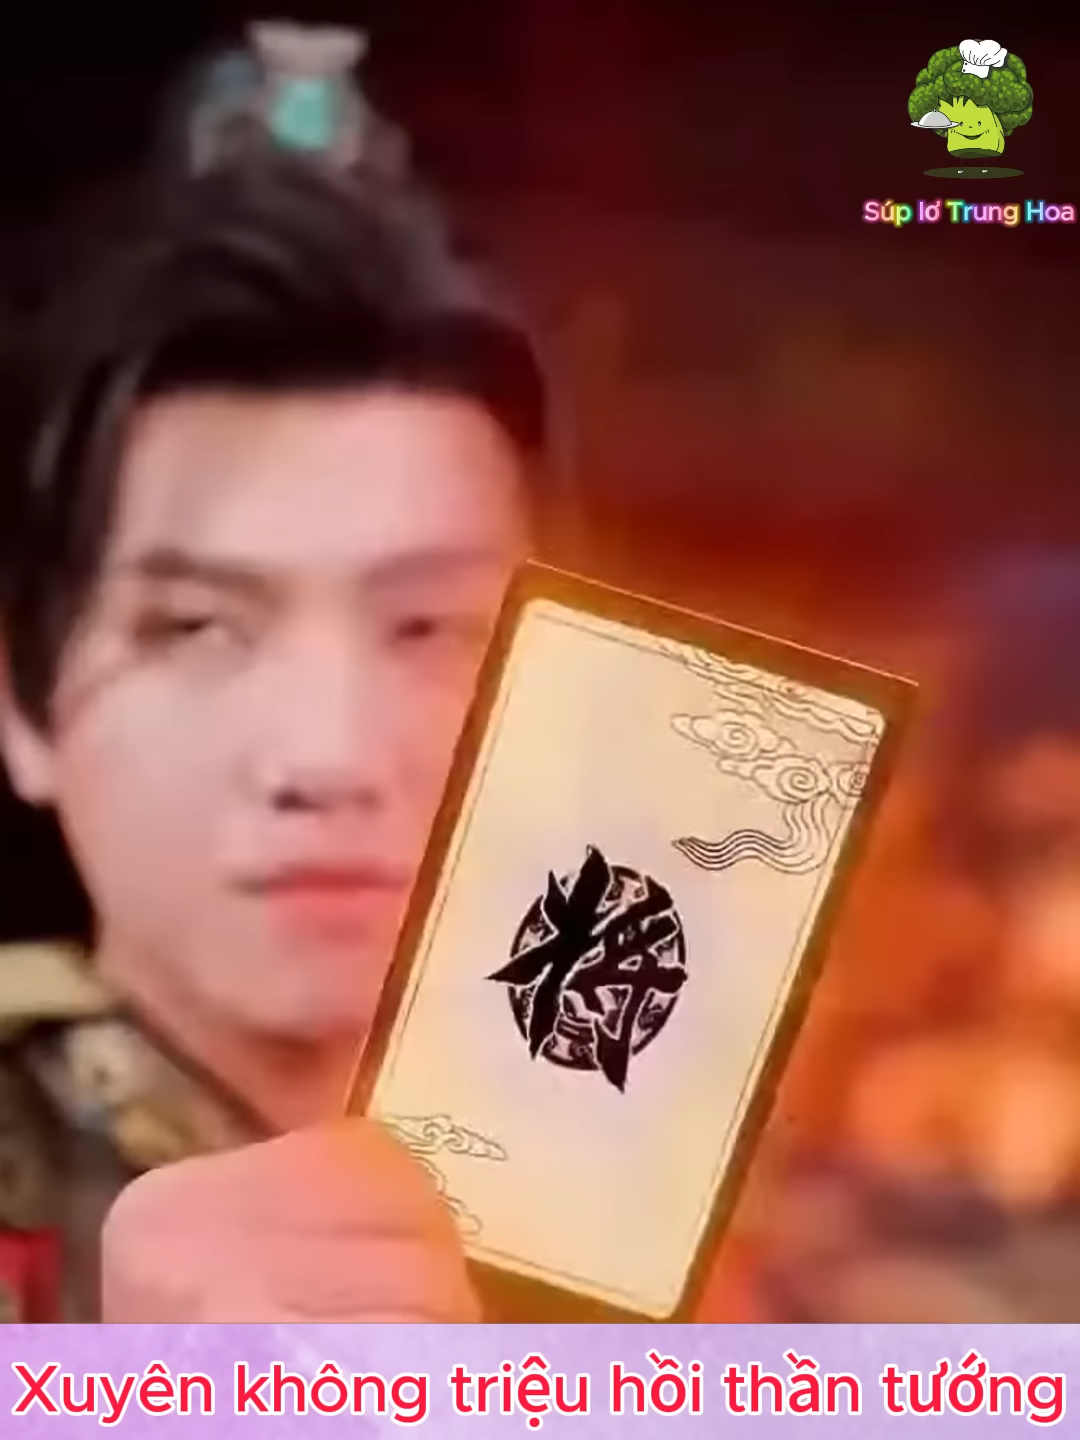 Súp lơ Trung Hoa
将
Xuyên không triệu hồi thần tướng